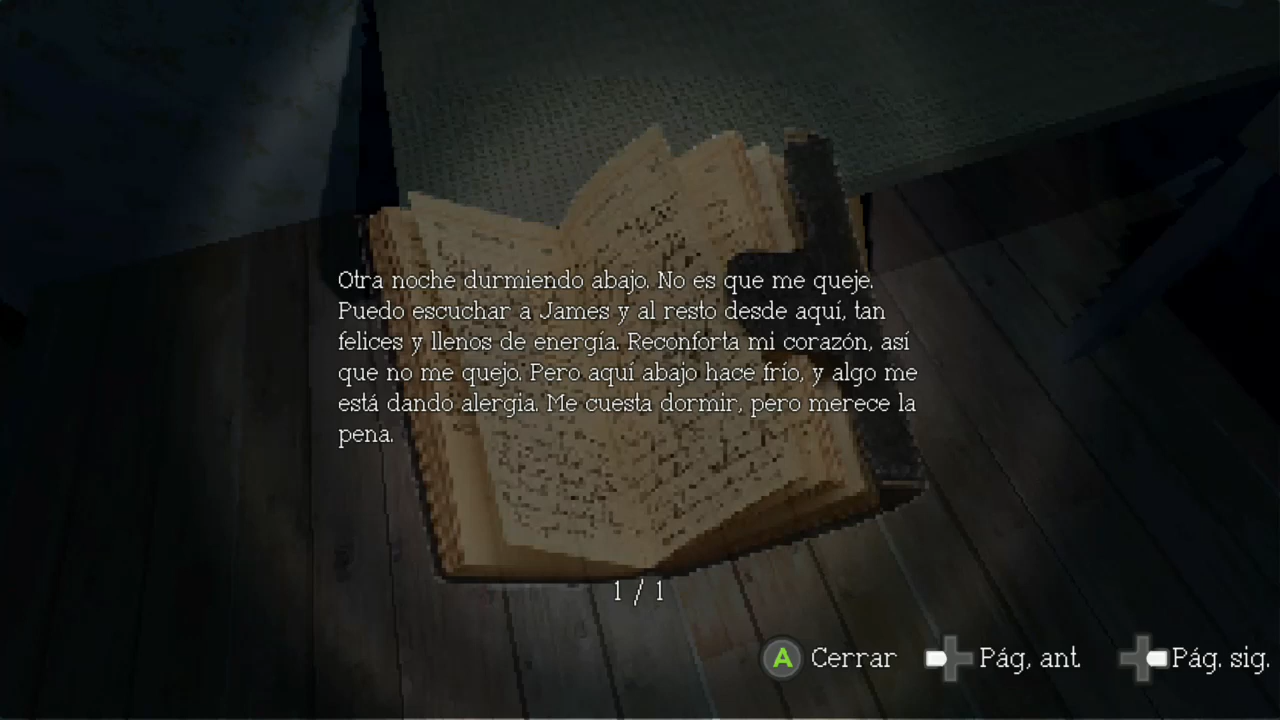 Otra noche durmiendo abajo. No es que me queje.
Puedo escuchar a James y al resto desde aquí, tan
felices y llenos de energía. Reconforta mi corazón, así
que no me quejo. Pero aquí abajo hace frío, y algo me
está dando alergia. Me cuesta dormir, pero merece la
pena.
1 / 1
A Cerrar Pág, ant. Pág. sig.